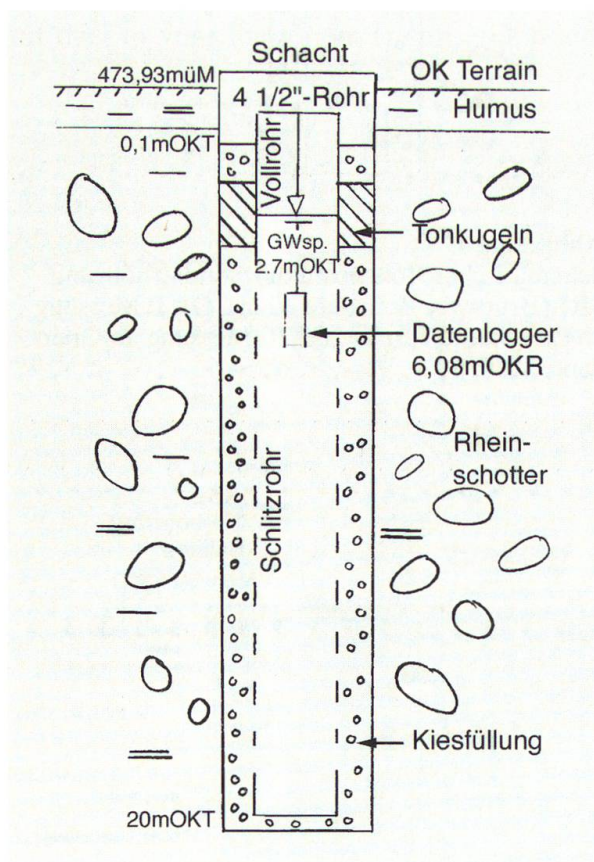 Schacht
473,93müM
OK Terrain
4 1/2"-Rohr
Humus
0,1mOKT
Vollrohr
Tonkugeln
GWsp.
2.7mOKT
Datenlogger
6,08mOKR
Rhein-
schotter
Schlitzrohr
Kiesfüllung
20mOKT